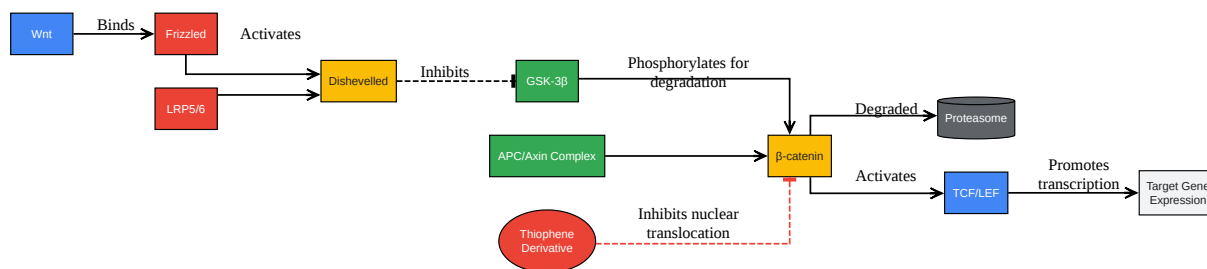 Wnt
Binds
Frizzled
Activates
LRP5/6
Dishevelled
Inhibits
GSK-3β
Phosphorylates for
degradation
APC/Axin Complex
β-catenin
Degraded
Proteasome
Activates
TCF/LEF
Promotes
transcription
Target Gene
Expression
Thiophene
Derivative
Inhibits nuclear
translocation